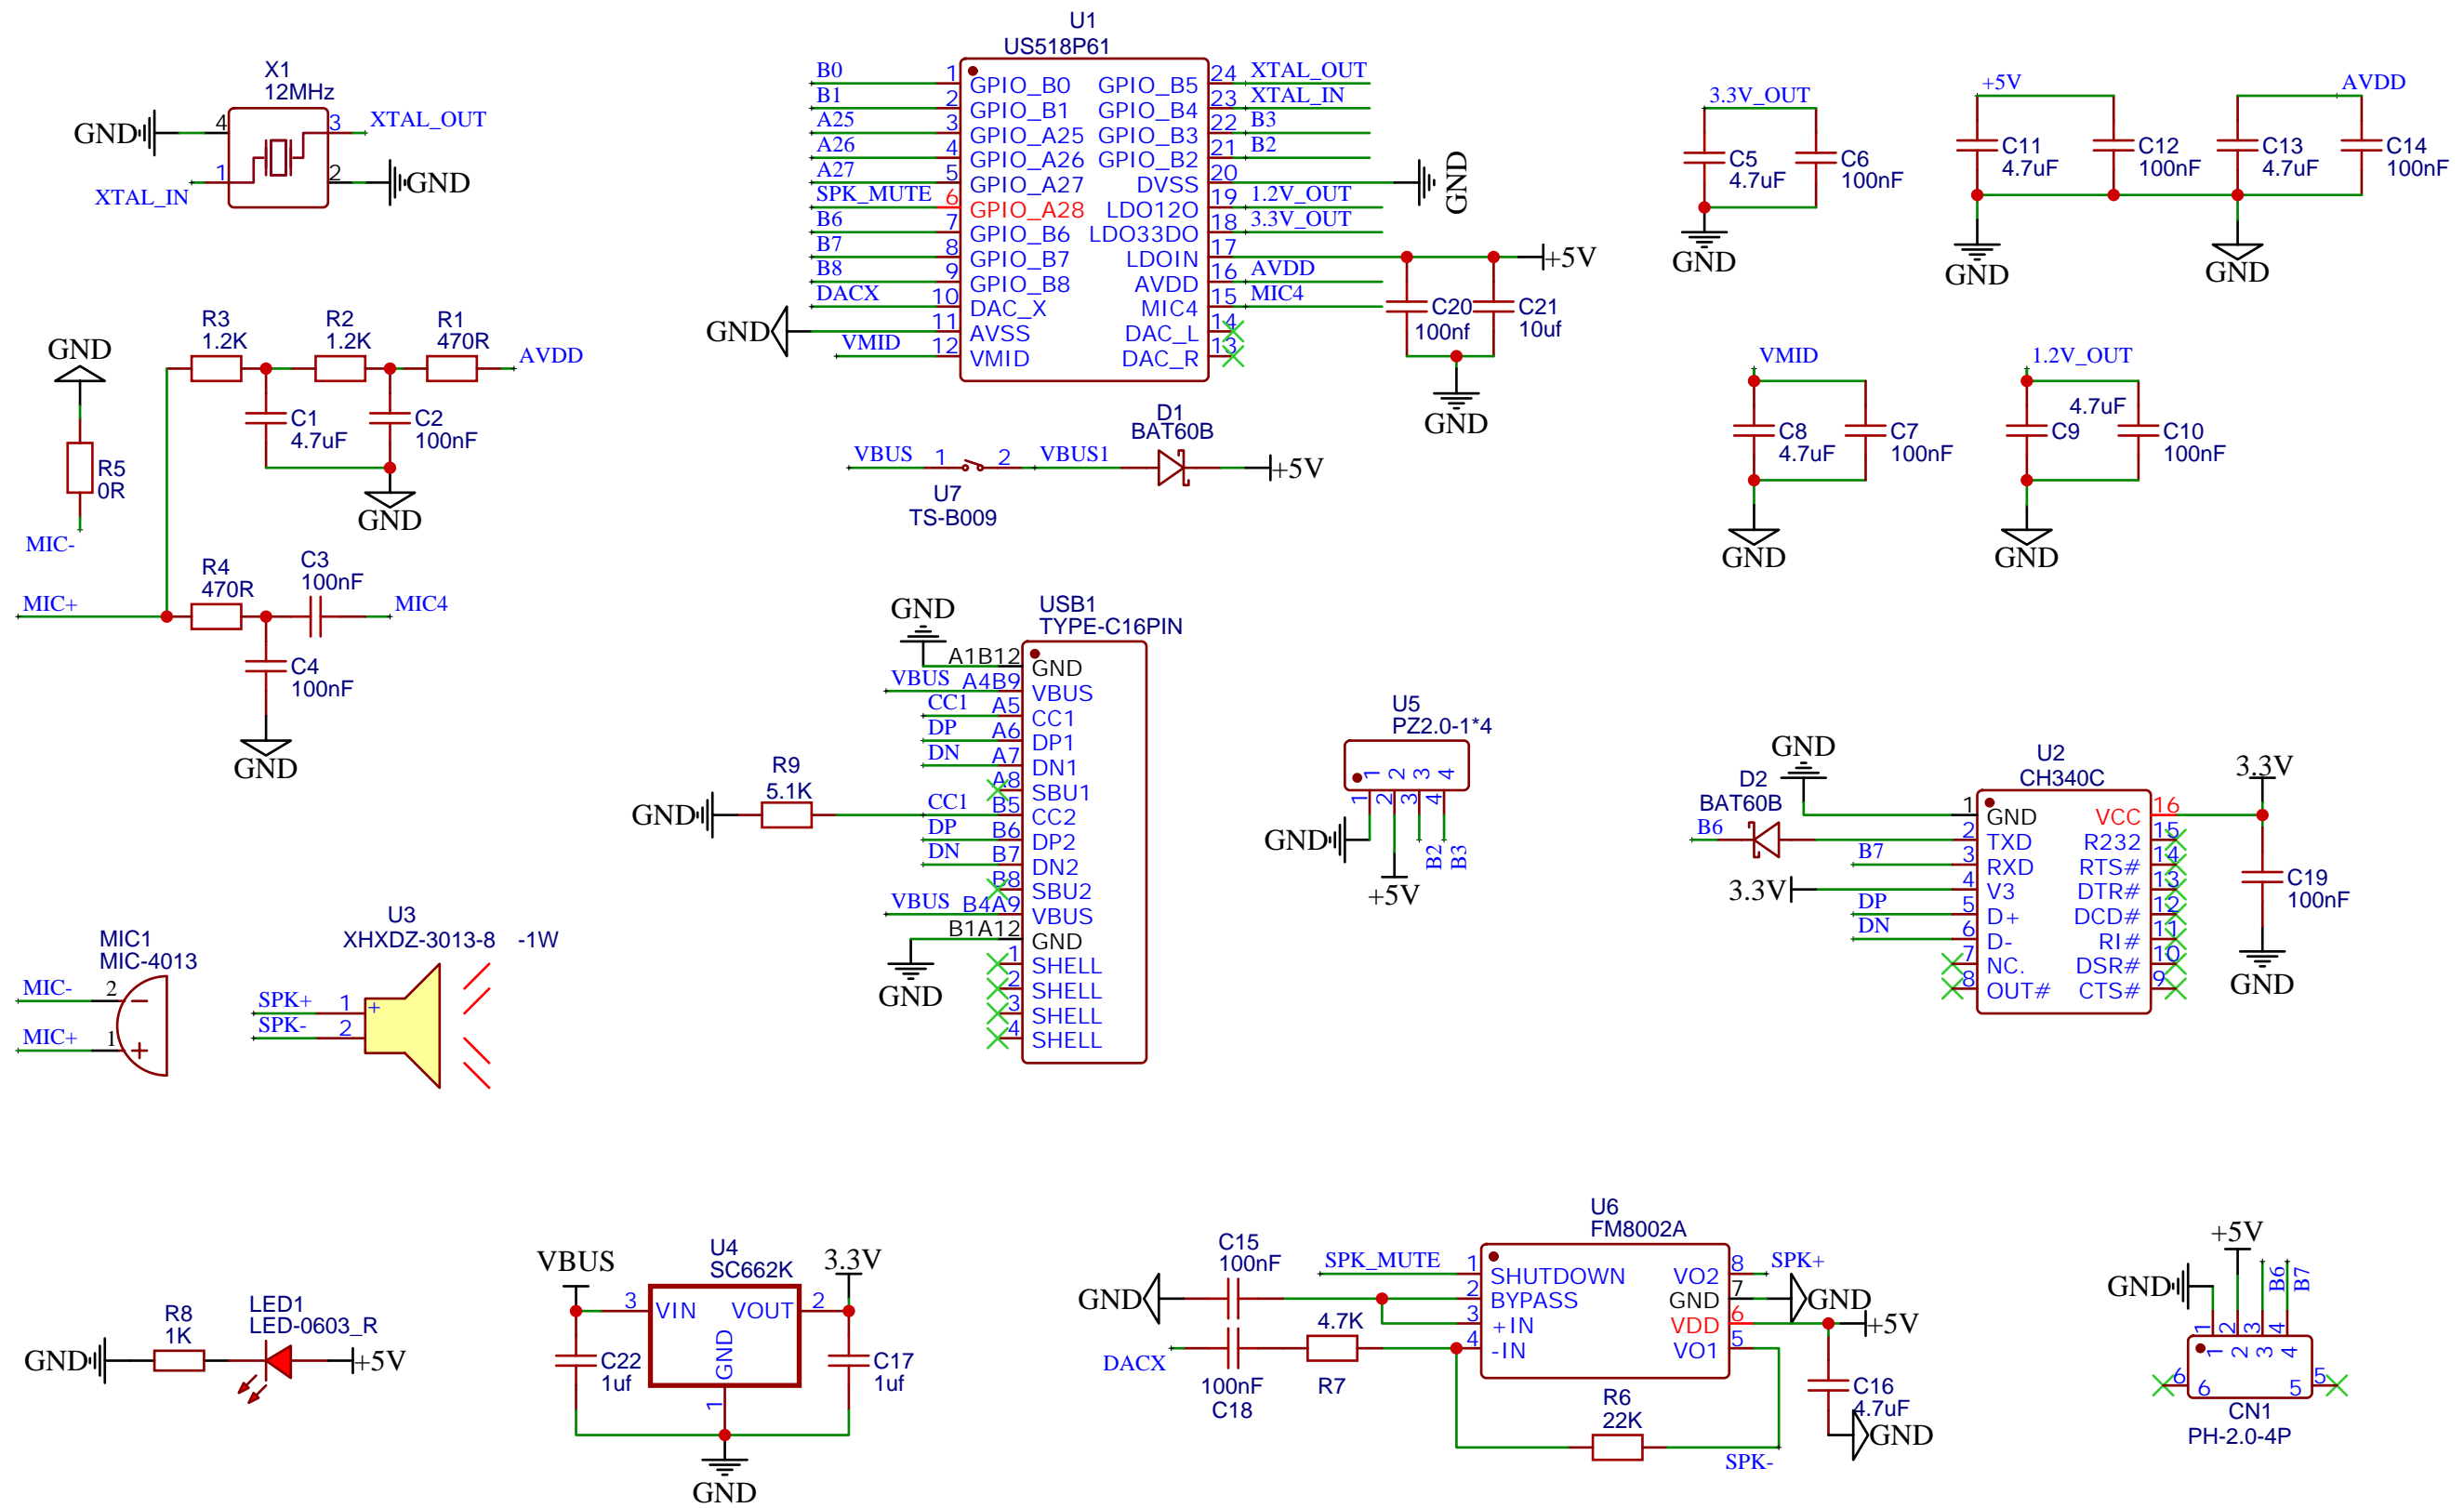 X1
12MHz
GND
4
3
XTAL_OUT
1
2
GND
XTAL_IN
U1
US518P61
B0 1 GPIO_B0
B1 2 GPIO_B1
A25 3 GPIO_A25
A26 4 GPIO_A26
A27 5 GPIO_A27
SPK_MUTE 6 GPIO_A28
B6 7 GPIO_B6
B7 8 GPIO_B7
B8 9 GPIO_B8
DACX 10 DAC_X
GND 11 AVSS
VMID 12 VMID
GPIO_B5 24 XTAL_OUT
GPIO_B4 23 XTAL_IN
GPIO_B3 22 B3
GPIO_B2 21 B2
DVSS 20 GND
LDO12O 19 1.2V_OUT
LDO33DO 18 3.3V_OUT
LDOIN 17 +5V
AVDD 16 AVDD
MIC4 15 MIC4
DAC_L 14
DAC_R 13
C20
100nf
C21
10uf
GND
3.3V_OUT
C5
4.7uF
C6
100nF
GND
+5V
C11
4.7uF
C12
100nF
GND
AVDD
C13
4.7uF
C14
100nF
GND
VMID
C8
4.7uF
C7
100nF
GND
1.2V_OUT
4.7uF
C9
C10
100nF
GND
GND
R5
0R
MIC-
R3
1.2K
R2
1.2K
R1
470R
AVDD
C1
4.7uF
C2
100nF
GND
MIC+
R4
470R
C3
100nF
MIC4
C4
100nF
GND
VBUS
1
2
VBUS1
U7
TS-B009
D1
BAT60B
+5V
USB1
TYPE-C16PIN
GND A1B12 GND
VBUS A4B9 VBUS
CC1 A5 CC1
DP A6 DP1
DN A7 DN1
A8 SBU1
CC1 B5 CC2
DP B6 DP2
DN B7 DN2
B8 SBU2
VBUS B4A9 VBUS
B1A12 GND
GND
1 SHELL
2 SHELL
3 SHELL
4 SHELL
GND
R9
5.1K
U5
PZ2.0-1*4
1 2 3 4
1 2 3 4
GND
+5V
B2
B3
U2
CH340C
GND
D2
BAT60B
B6
1 GND
2 TXD
B7 3 RXD
3.3V 4 V3
DP 5 D+
DN 6 D-
7 NC.
8 OUT#
VCC 16
R232 15
RTS# 14
DTR# 13
DCD# 12
RI# 11
DSR# 10
CTS# 9
3.3V
C19
100nF
GND
MIC1
MIC-4013
MIC- 2 −
MIC+ 1 +
U3
XHXDZ-3013-8 -1W
SPK+ 1 +
SPK- 2
GND
R8
1K
LED1
LED-0603_R
+5V
VBUS
U4
SC662K
3.3V
3 VIN
VOUT 2
GND
1
C22
1uf
C17
1uf
GND
U6
FM8002A
C15
100nF
SPK_MUTE
GND
1 SHUTDOWN
2 BYPASS
3 +IN
4 -IN
VO2 8 SPK+
GND 7 GND
VDD 6 +5V
VO1 5
DACX
100nF
C18
4.7K
R7
R6
22K
SPK-
C16
4.7uF
GND
+5V
GND
B6
B7
1 2 3 4
1 2 3 4
6
6
5
5
CN1
PH-2.0-4P